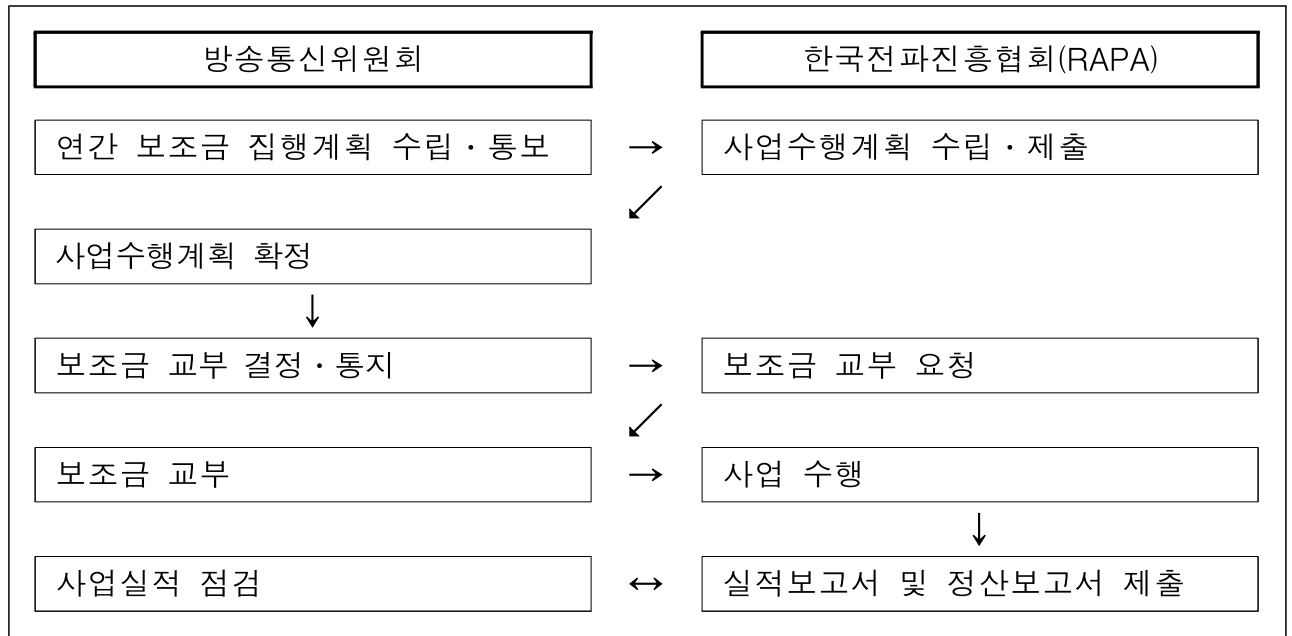 방송통신위원회
한국전파진흥협회(RAPA)
연간 보조금 집행계획 수립·통보 → 사업수행계획 수립·제출
↙
사업수행계획 확정
↓
보조금 교부 결정·통지 → 보조금 교부 요청
↙
보조금 교부 → 사업 수행
↓
사업실적 점검 ↔ 실적보고서 및 정산보고서 제출